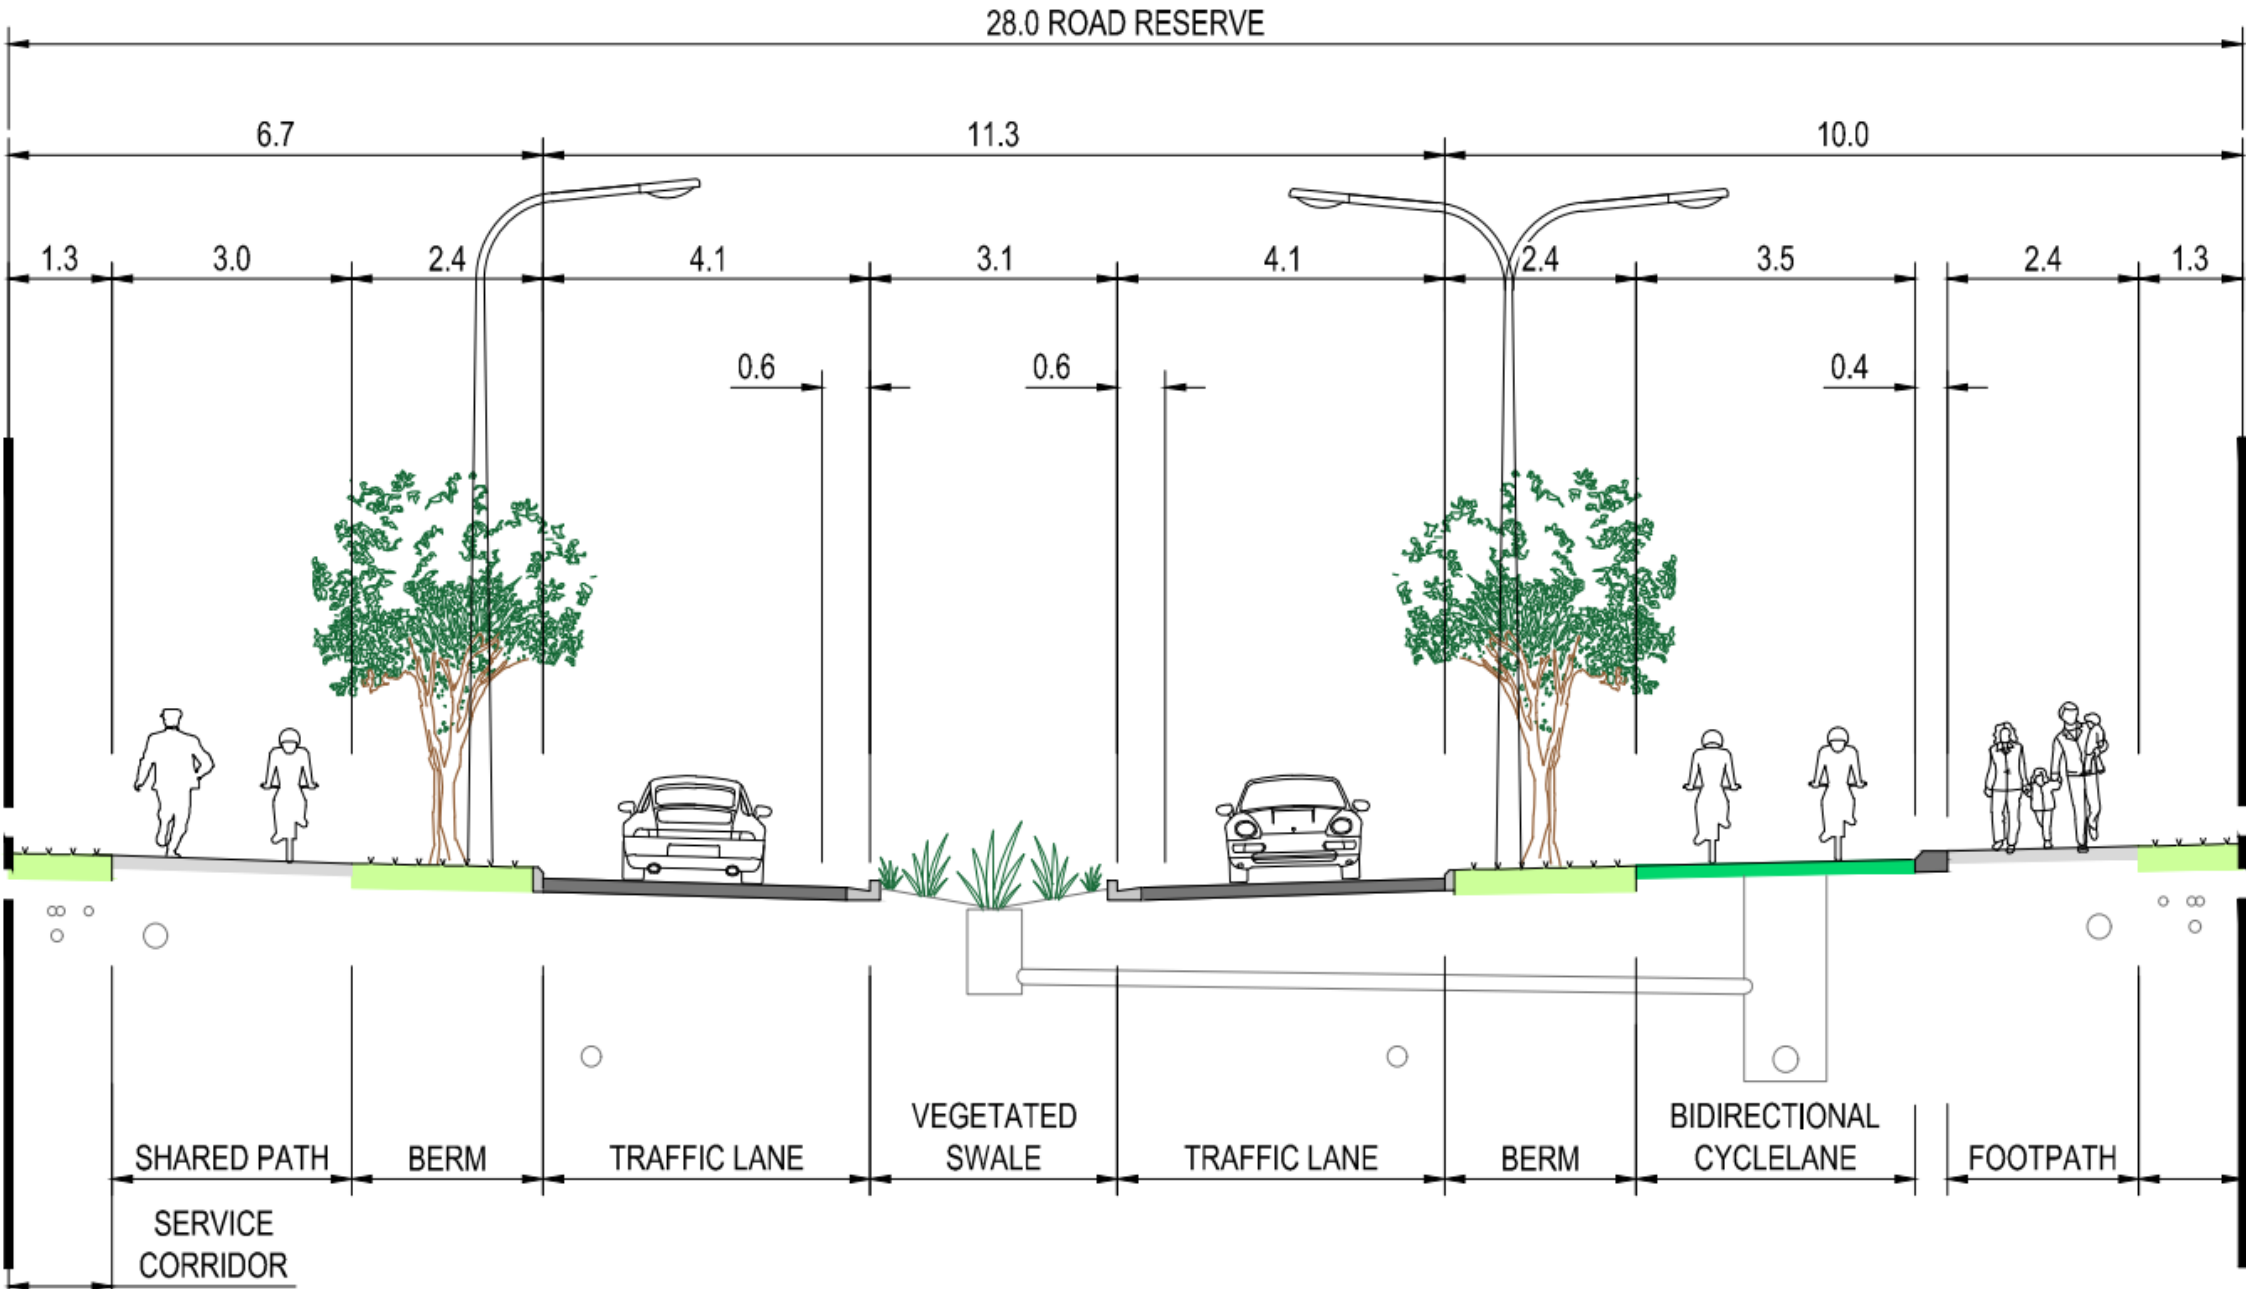 28.0 ROAD RESERVE
6.7
11.3
10.0
1.3
3.0
2.4
4.1
3.1
4.1
2.4
3.5
2.4
1.3
0.6
0.6
0.4
VEGETATED
SWALE
BIDIRECTIONAL
CYCLELANE
SHARED PATH
BERM
TRAFFIC LANE
TRAFFIC LANE
BERM
FOOTPATH
SERVICE
CORRIDOR